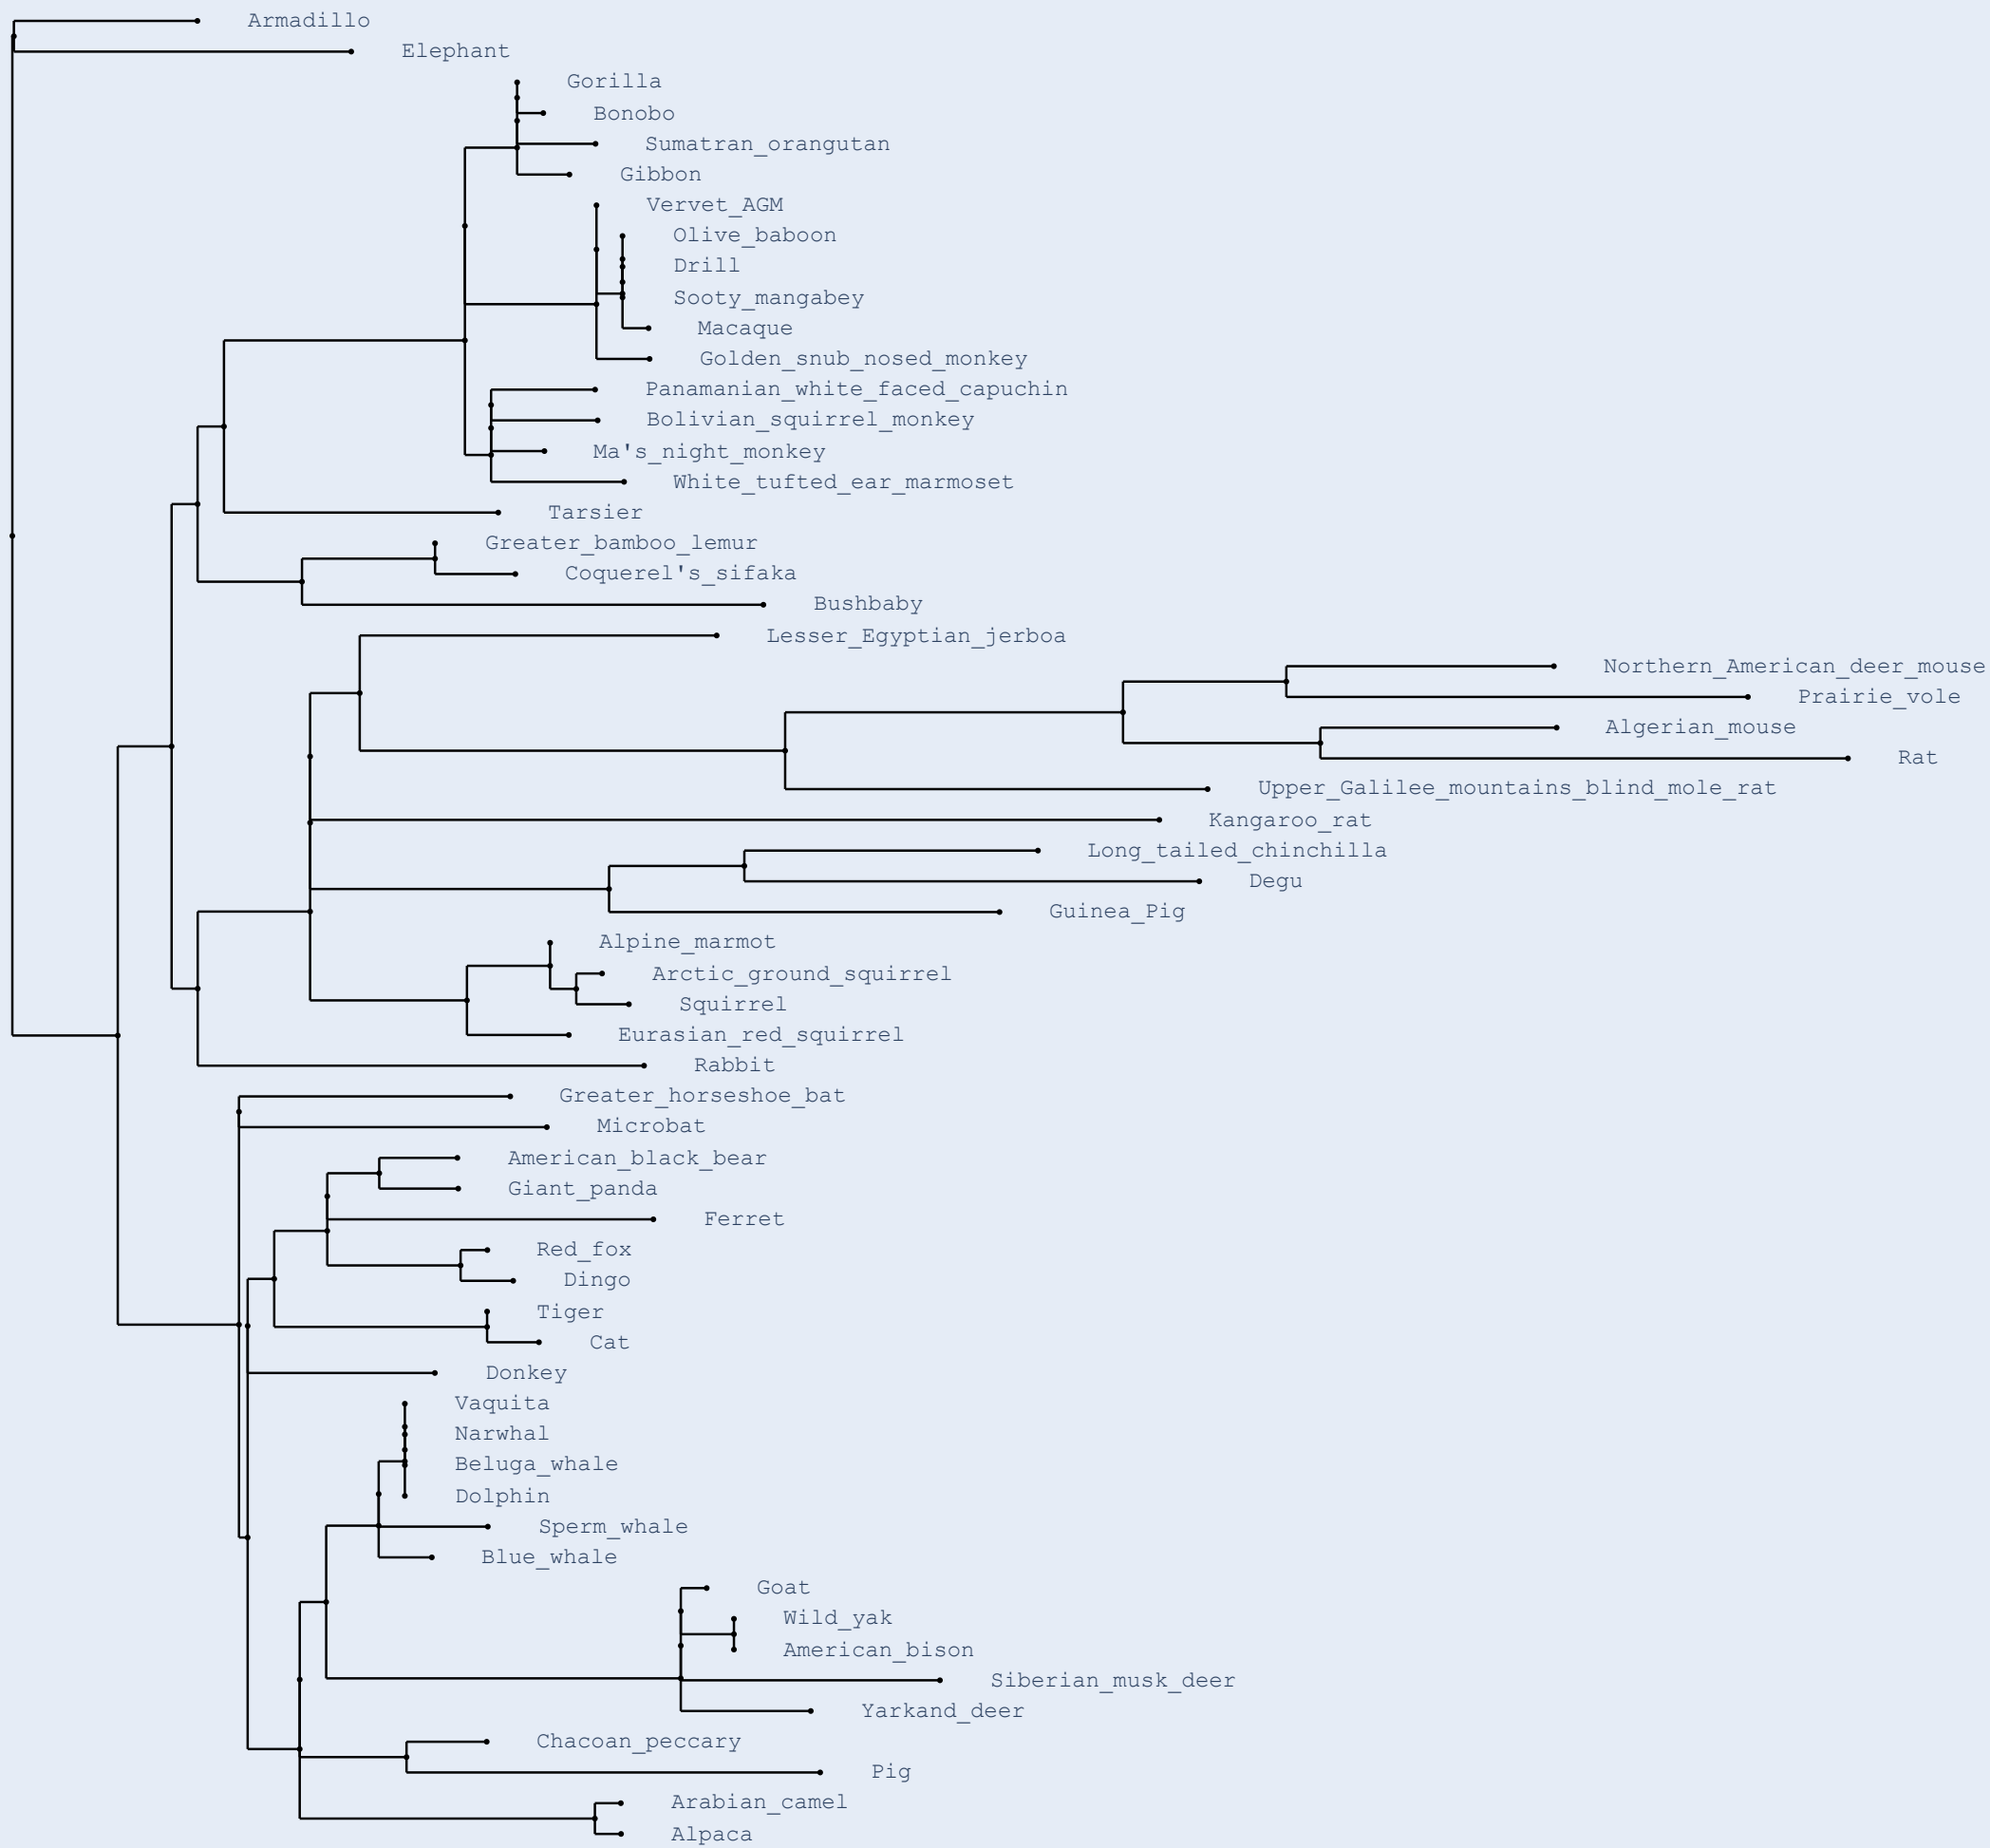 Armadillo
Elephant
Gorilla
Bonobo
Sumatran_orangutan
Gibbon
Vervet_AGM
Olive_baboon
Drill
Sooty_mangabey
Macaque
Golden_snub_nosed_monkey
Panamanian_white_faced_capuchin
Bolivian_squirrel_monkey
Ma's_night_monkey
White_tufted_ear_marmoset
Tarsier
Greater_bamboo_lemur
Coquerel's_sifaka
Bushbaby
Lesser_Egyptian_jerboa
Northern_American_deer_mouse
Prairie_vole
Algerian_mouse
Rat
Upper_Galilee_mountains_blind_mole_rat
Kangaroo_rat
Long_tailed_chinchilla
Degu
Guinea_Pig
Alpine_marmot
Arctic_ground_squirrel
Squirrel
Eurasian_red_squirrel
Rabbit
Greater_horseshoe_bat
Microbat
American_black_bear
Giant_panda
Ferret
Red_fox
Dingo
Tiger
Cat
Donkey
Vaquita
Narwhal
Beluga_whale
Dolphin
Sperm_whale
Blue_whale
Goat
Wild_yak
American_bison
Siberian_musk_deer
Yarkand_deer
Chacoan_peccary
Pig
Arabian_camel
Alpaca